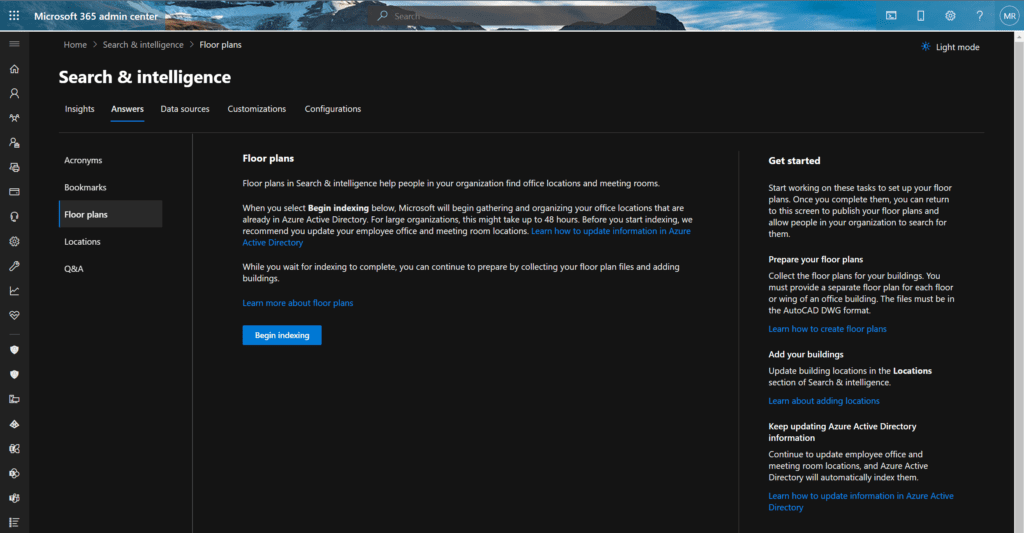 Microsoft 365 admin center
Search
MR
Home > Search & intelligence > Floor plans
Light mode
Search & intelligence
Insights
Answers
Data sources
Customizations
Configurations
Acronyms
Bookmarks
Floor plans
Locations
Q&A
Floor plans
Floor plans in Search & intelligence help people in your organization find office locations and meeting rooms.
When you select Begin indexing below, Microsoft will begin gathering and organizing your office locations that are
already in Azure Active Directory. For large organizations, this might take up to 48 hours. Before you start indexing, we
recommend you update your employee office and meeting room locations. Learn how to update information in Azure
Active Directory
While you wait for indexing to complete, you can continue to prepare by collecting your floor plan files and adding
buildings.
Learn more about floor plans
Begin indexing
Get started
Start working on these tasks to set up your floor
plans. Once you complete them, you can return
to this screen to publish your floor plans and
allow people in your organization to search for
them.
Prepare your floor plans
Collect the floor plans for your buildings. You
must provide a separate floor plan for each floor
or wing of an office building. The files must be in
the AutoCAD DWG format.
Learn how to create floor plans
Add your buildings
Update building locations in the Locations
section of Search & intelligence.
Learn about adding locations
Keep updating Azure Active Directory
information
Continue to update employee office and
meeting room locations, and Azure Active
Directory will automatically index them.
Learn how to update information in Azure Active
Directory